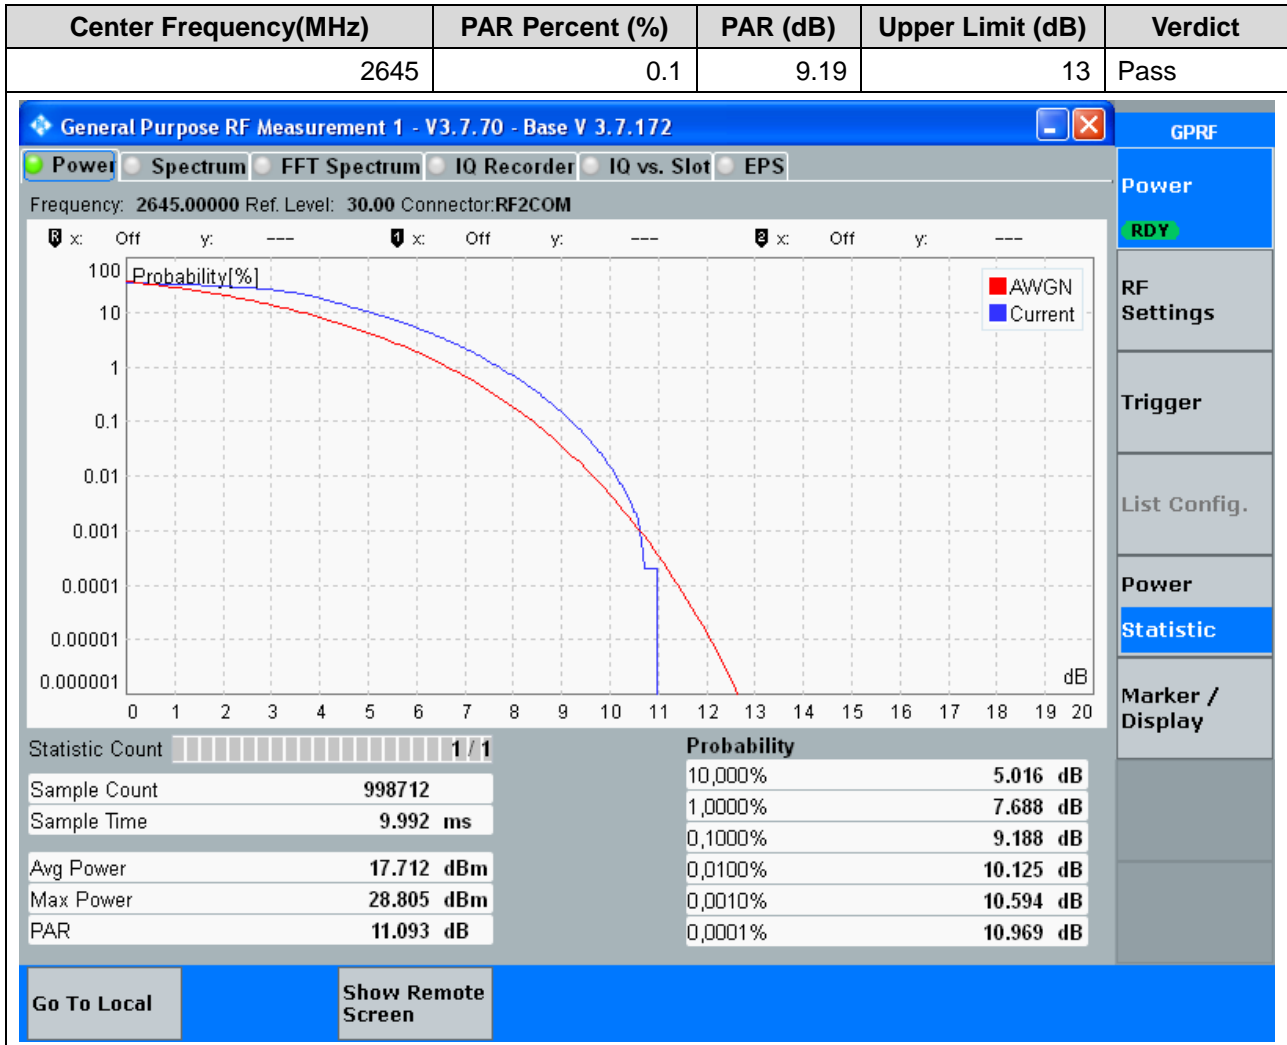 Center Frequency(MHz) PAR Percent (%) PAR (dB) Upper Limit (dB) Verdict
2645 0.1 9.19 13 Pass
General Purpose RF Measurement 1 - V3.7.70 - Base V 3.7.172
GPRF
Power Spectrum FFT Spectrum IQ Recorder IQ vs. Slot EPS
Frequency: 2645.00000 Ref. Level: 30.00 Connector:RF2COM
R x: Off y: --- 1 x: Off y: --- 2 x: Off y: ---
Probability[%]
AWGN
Current
100
10
1
0.1
0.01
0.001
0.0001
0.00001
0.000001
dB
0 1 2 3 4 5 6 7 8 9 10 11 12 13 14 15 16 17 18 19 20
Statistic Count 1 / 1
Sample Count 998712
Sample Time 9.992 ms
Avg Power 17.712 dBm
Max Power 28.805 dBm
PAR 11.093 dB
Probability
10,000% 5.016 dB
1,0000% 7.688 dB
0,1000% 9.188 dB
0,0100% 10.125 dB
0,0010% 10.594 dB
0,0001% 10.969 dB
Power
RDY
RF
Settings
Trigger
List Config.
Power
Statistic
Marker /
Display
Go To Local
Show Remote
Screen